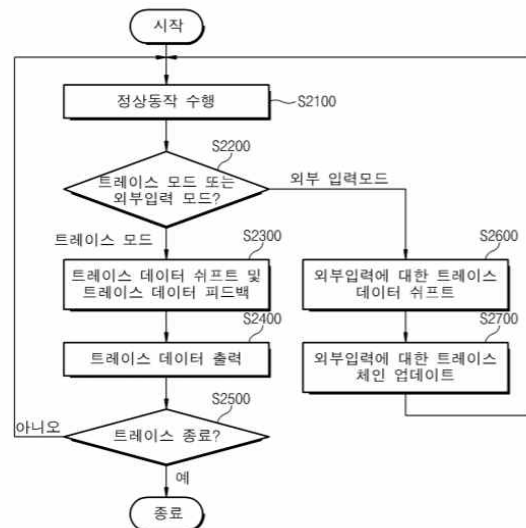 시작
정상동작 수행
S2100
S2200
트레이스 모드 또는
외부입력 모드?
외부 입력모드
트레이스 모드
S2300
트레이스 데이터 쉬프트 및
트레이스 데이터 피드백
S2600
외부입력에 대한 트레이스
데이터 쉬프트
S2400
트레이스 데이터 출력
S2700
외부입력에 대한 트레이스
체인 업데이트
S2500
트레이스 종료?
아니오
예
종료